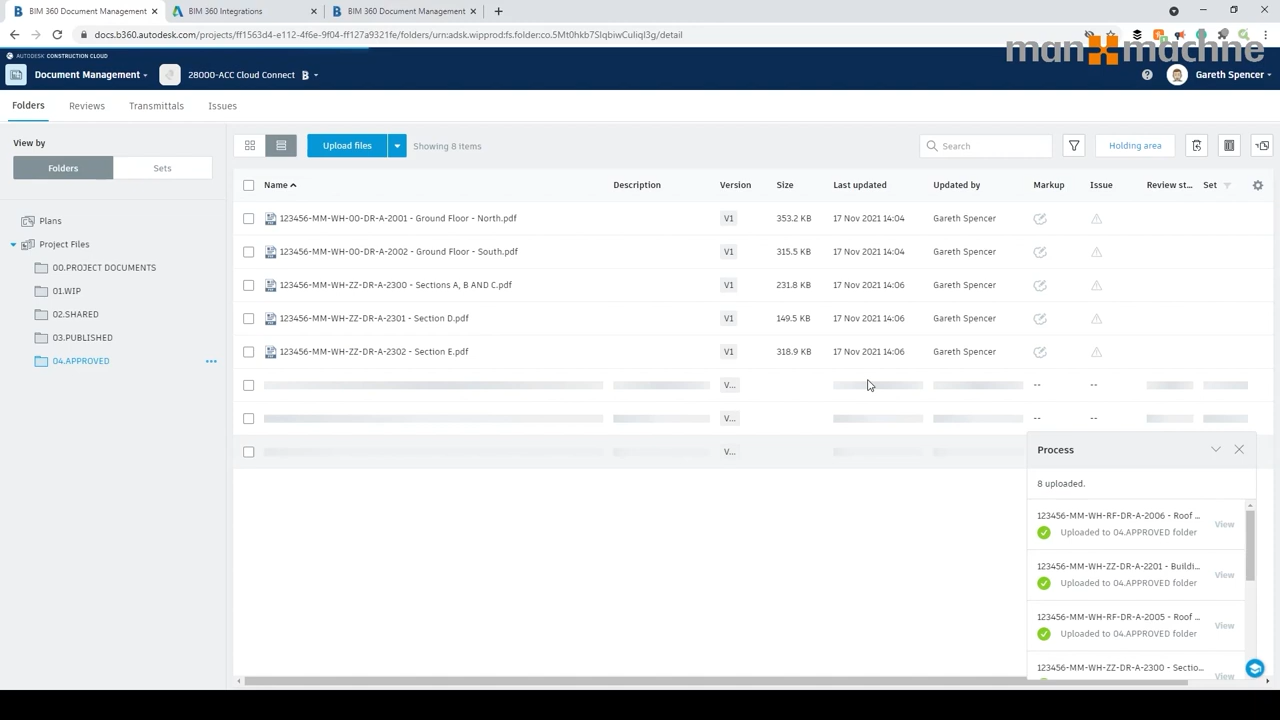 BIM 360 Document Management
BIM 360 Integrations
BIM 360 Document Management
docs.b360.autodesk.com/projects/ff1563d4-e112-4f6e-9f04-ff127a9321fe/folders/urn:adsk.wipprod:fs.folder:co.5Mt0hkb7SlqbiwCuliql3g/detail
man machine
AUTODESK CONSTRUCTION CLOUD
Document Management
28000-ACC Cloud Connect
Gareth Spencer
Folders Reviews Transmittals Issues
View by
Folders Sets
Plans
Project Files
00.PROJECT DOCUMENTS
01.WIP
02.SHARED
03.PUBLISHED
04.APPROVED
Upload files Showing 8 items Search Holding area
Name Description Version Size Last updated Updated by Markup Issue Review st... Set
123456-MM-WH-00-DR-A-2001 - Ground Floor - North.pdf V1 353.2 KB 17 Nov 2021 14:04 Gareth Spencer
123456-MM-WH-00-DR-A-2002 - Ground Floor - South.pdf V1 315.5 KB 17 Nov 2021 14:04 Gareth Spencer
123456-MM-WH-ZZ-DR-A-2300 - Sections A, B AND C.pdf V1 231.8 KB 17 Nov 2021 14:06 Gareth Spencer
123456-MM-WH-ZZ-DR-A-2301 - Section D.pdf V1 149.5 KB 17 Nov 2021 14:06 Gareth Spencer
123456-MM-WH-ZZ-DR-A-2302 - Section E.pdf V1 318.9 KB 17 Nov 2021 14:06 Gareth Spencer
V... -- --
V... -- --
V...
Process
8 uploaded.
123456-MM-WH-RF-DR-A-2006 - Roof ...
Uploaded to 04.APPROVED folder View
123456-MM-WH-ZZ-DR-A-2201 - Buildi...
Uploaded to 04.APPROVED folder View
123456-MM-WH-RF-DR-A-2005 - Roof ...
Uploaded to 04.APPROVED folder View
123456-MM-WH-ZZ-DR-A-2300 - Sectio...
View